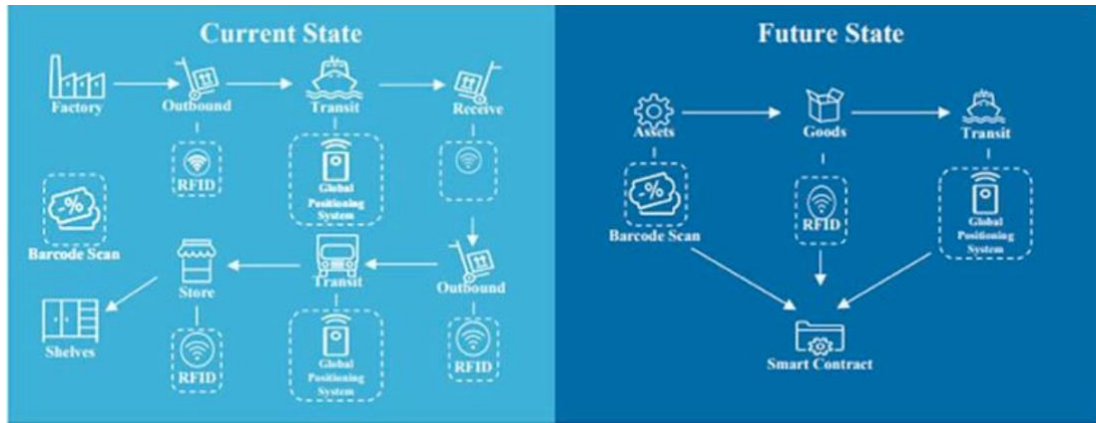 Current State
Factory
Outbound
Transit
Receive
RFID
Global
Positioning
System
Barcode Scan
Store
Transit
Outbound
Shelves
RFID
Global
Positioning
System
RFID
Future State
Assets
Goods
Transit
Barcode Scan
RFID
Global
Positioning
System
Smart Contract